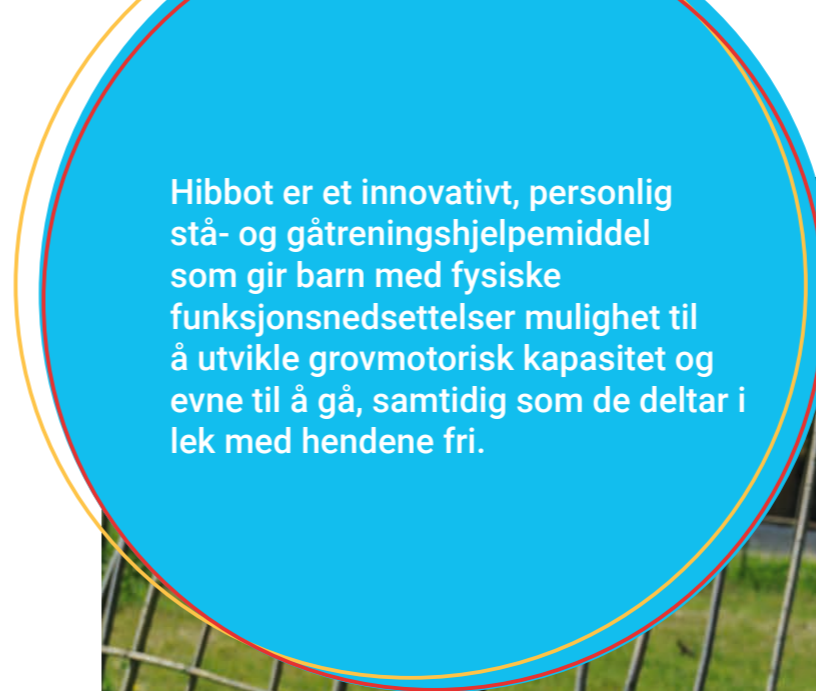 Hibbot er et innovativt, personlig
stå- og gåtreningshjelpemiddel
som gir barn med fysiske
funksjonsnedsettelser mulighet til
å utvikle grovmotorisk kapasitet og
evne til å gå, samtidig som de deltar i
lek med hendene fri.